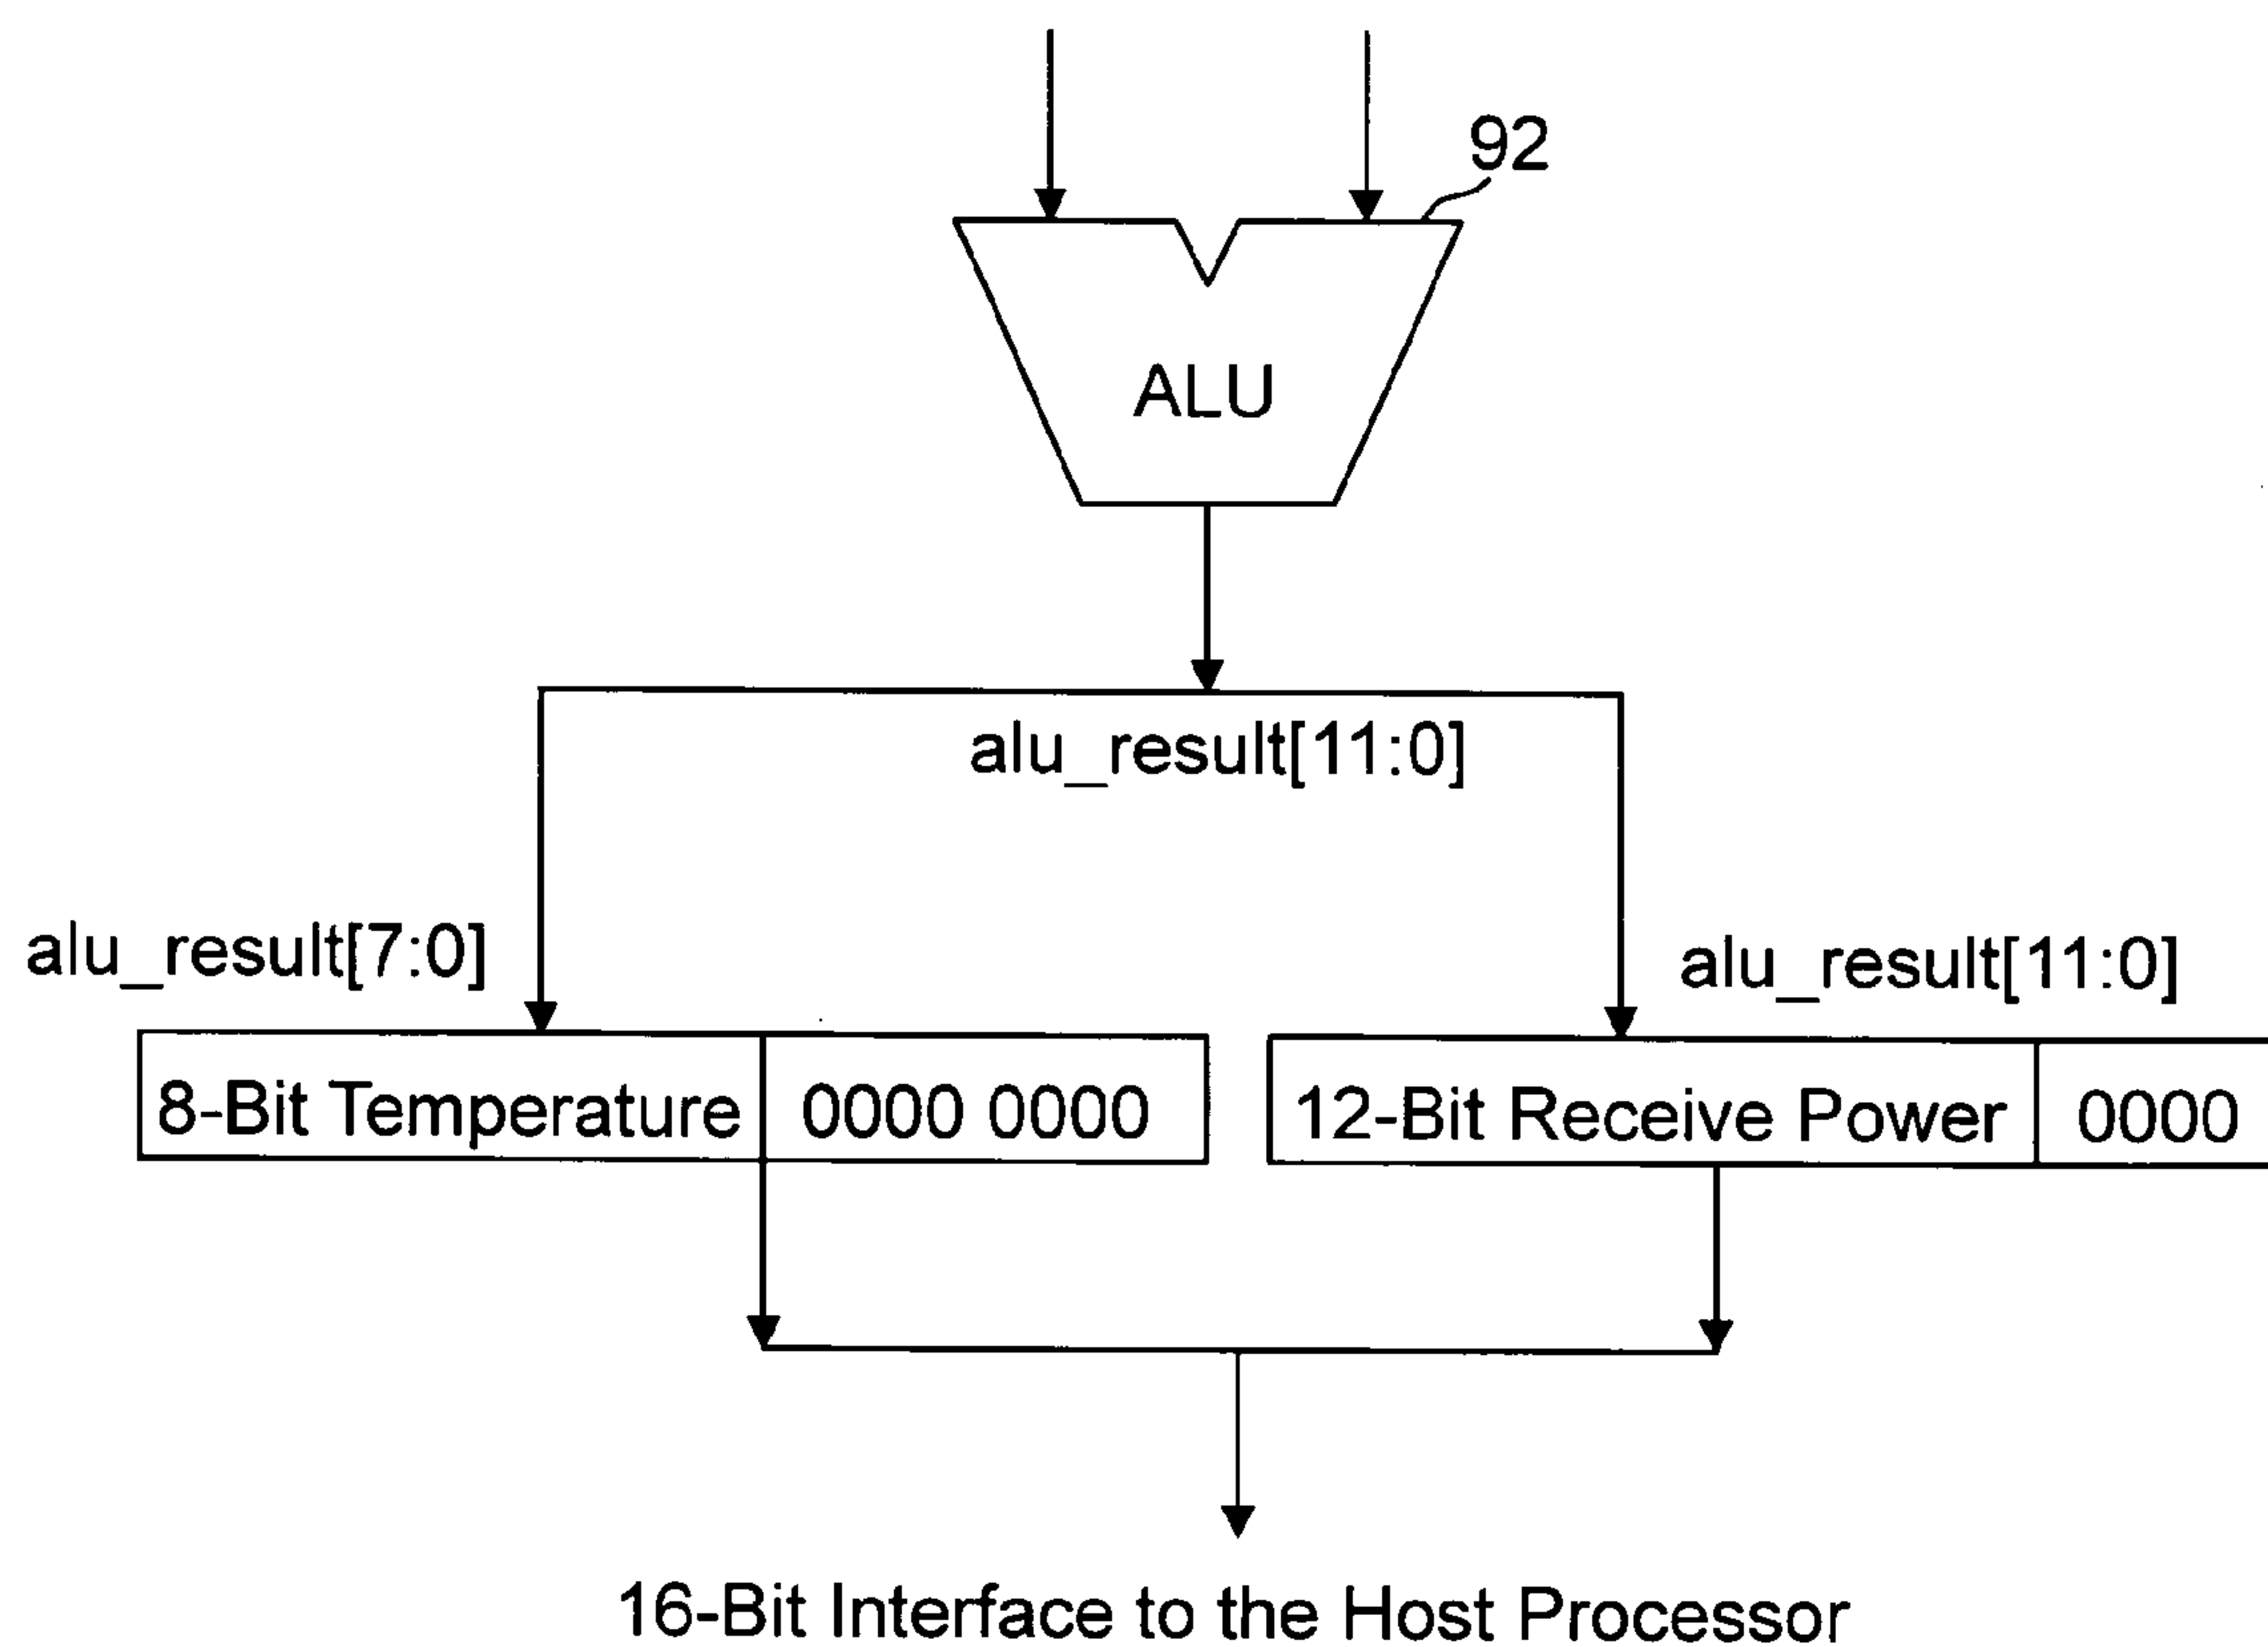 92
ALU
alu_result[11:0]
alu_result[7:0]
alu_result[11:0]
8-Bit Temperature 0000 0000 12-Bit Receive Power 0000
16-Bit Interface to the Host Processor